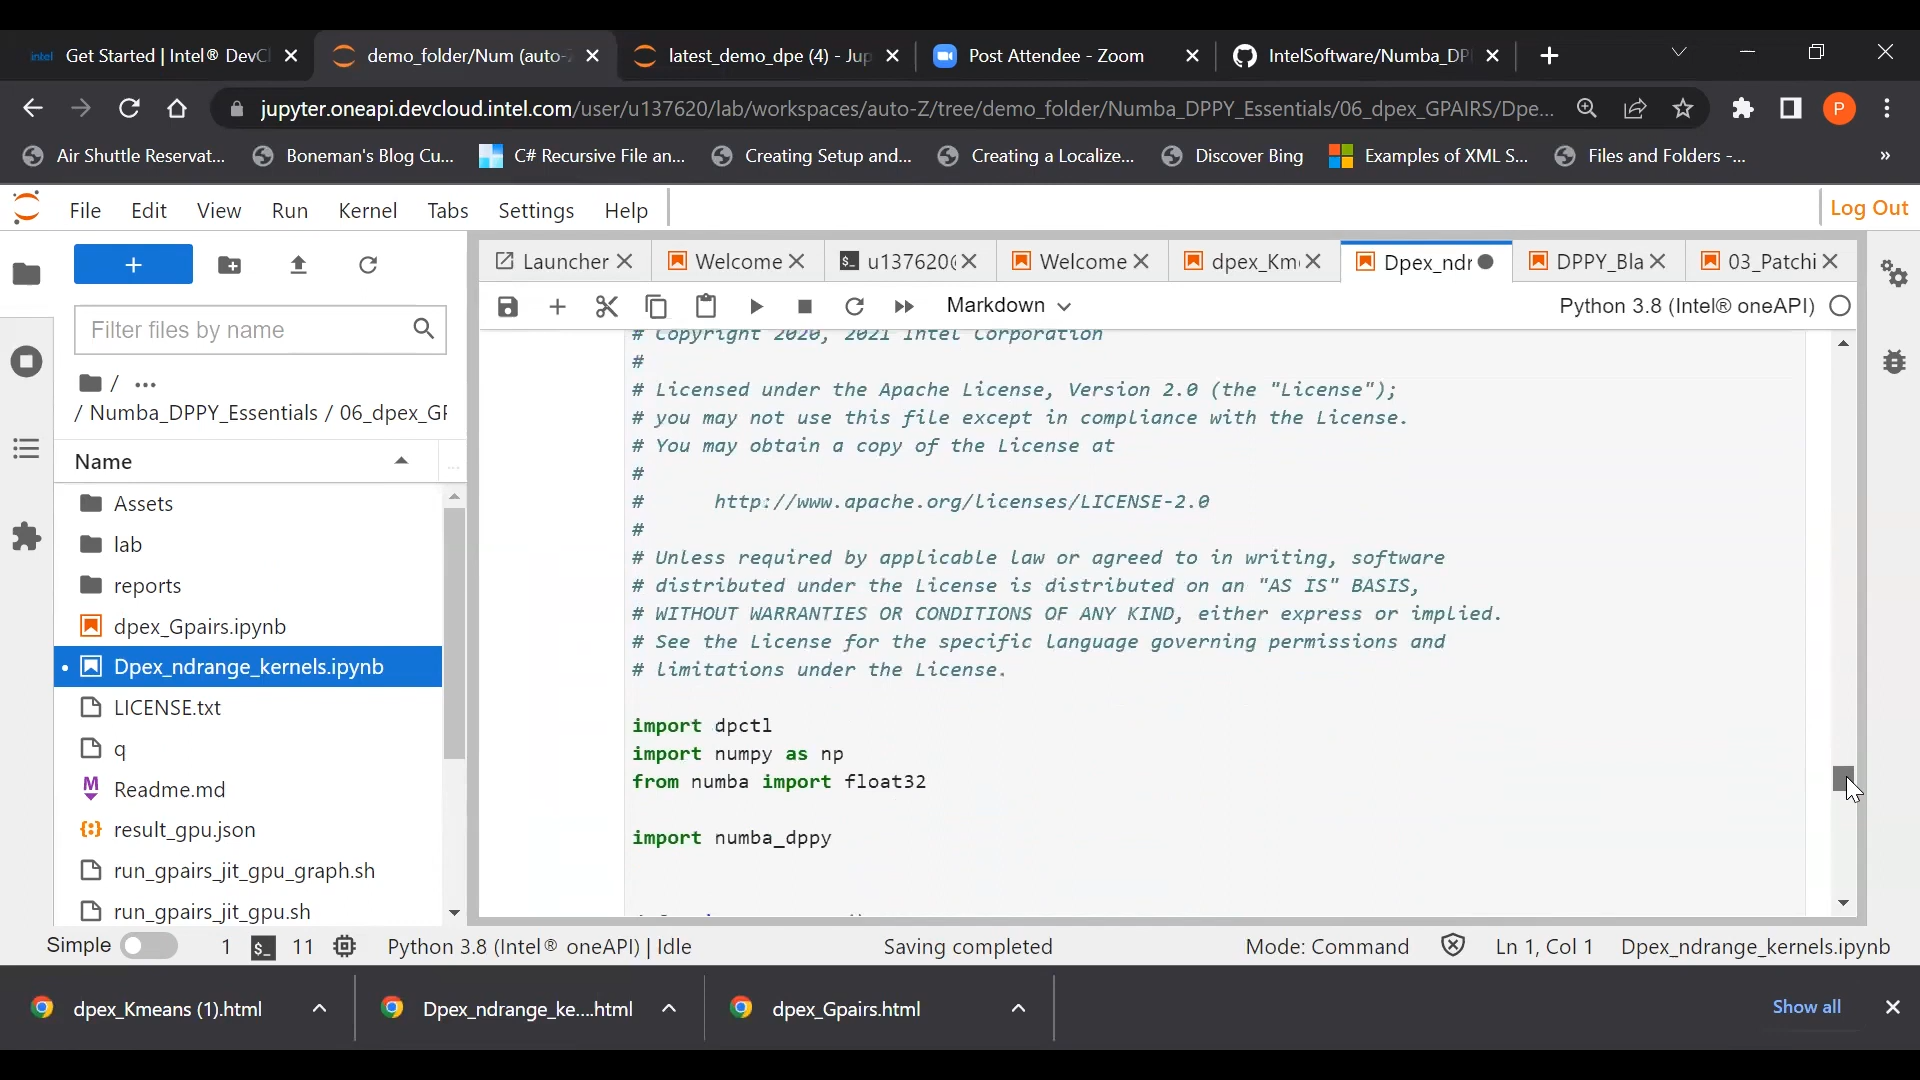 intel Get Started | Intel® DevCl
demo_folder/Num (auto-Z
latest_demo_dpe (4) - Jup
Post Attendee - Zoom
IntelSoftware/Numba_DP
jupyter.oneapi.devcloud.intel.com/user/u137620/lab/workspaces/auto-Z/tree/demo_folder/Numba_DPPY_Essentials/06_dpex_GPAIRS/Dpe...
P
Air Shuttle Reservat...
Boneman's Blog Cu...
C# Recursive File an...
Creating Setup and...
Creating a Localize...
Discover Bing
Examples of XML S...
Files and Folders -...
»
File Edit View Run Kernel Tabs Settings Help
Log Out
Launcher
Welcome
u137620(
Welcome
dpex_Km
Dpex_ndr
DPPY_Bla
03_Patchi
Markdown
Python 3.8 (Intel® oneAPI)
Filter files by name
/ ...
/ Numba_DPPY_Essentials / 06_dpex_GF
Name
...
Assets
lab
reports
dpex_Gpairs.ipynb
Dpex_ndrange_kernels.ipynb
LICENSE.txt
q
Readme.md
result_gpu.json
run_gpairs_jit_gpu_graph.sh
run_gpairs_jit_gpu.sh
# Copyright 2020, 2021 Intel Corporation
#
# Licensed under the Apache License, Version 2.0 (the "License");
# you may not use this file except in compliance with the License.
# You may obtain a copy of the License at
#
# http://www.apache.org/licenses/LICENSE-2.0
#
# Unless required by applicable law or agreed to in writing, software
# distributed under the License is distributed on an "AS IS" BASIS,
# WITHOUT WARRANTIES OR CONDITIONS OF ANY KIND, either express or implied.
# See the License for the specific language governing permissions and
# limitations under the License.
import dpctl
import numpy as np
from numba import float32
import numba_dppy
Simple 1 $_ 11 Python 3.8 (Intel® oneAPI) | Idle
Saving completed
Mode: Command
Ln 1, Col 1
Dpex_ndrange_kernels.ipynb
dpex_Kmeans (1).html
Dpex_ndrange_ke....html
dpex_Gpairs.html
Show all